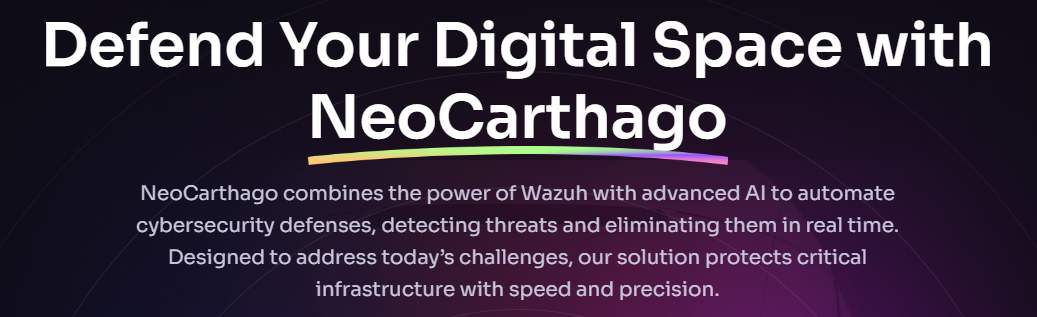 Defend Your Digital Space with
NeoCarthago
NeoCarthago combines the power of Wazuh with advanced AI to automate
cybersecurity defenses, detecting threats and eliminating them in real time.
Designed to address today’s challenges, our solution protects critical
infrastructure with speed and precision.